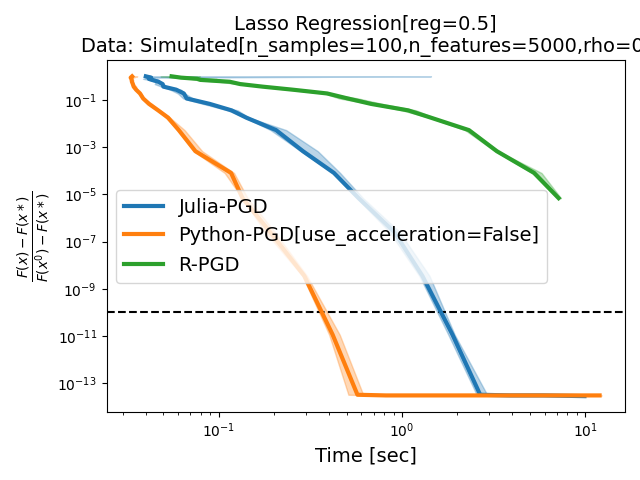 Lasso Regression[reg=0.5]
Data: Simulated[n_samples=100,n_features=5000,rho=0
10⁻¹
10⁻³
10⁻⁵
10⁻⁷
10⁻⁹
10⁻¹¹
10⁻¹³
F(x) − F(x*)
F(x⁰) − F(x*)
Julia-PGD
Python-PGD[use_acceleration=False]
R-PGD
10⁻¹ 10⁰ 10¹
Time [sec]